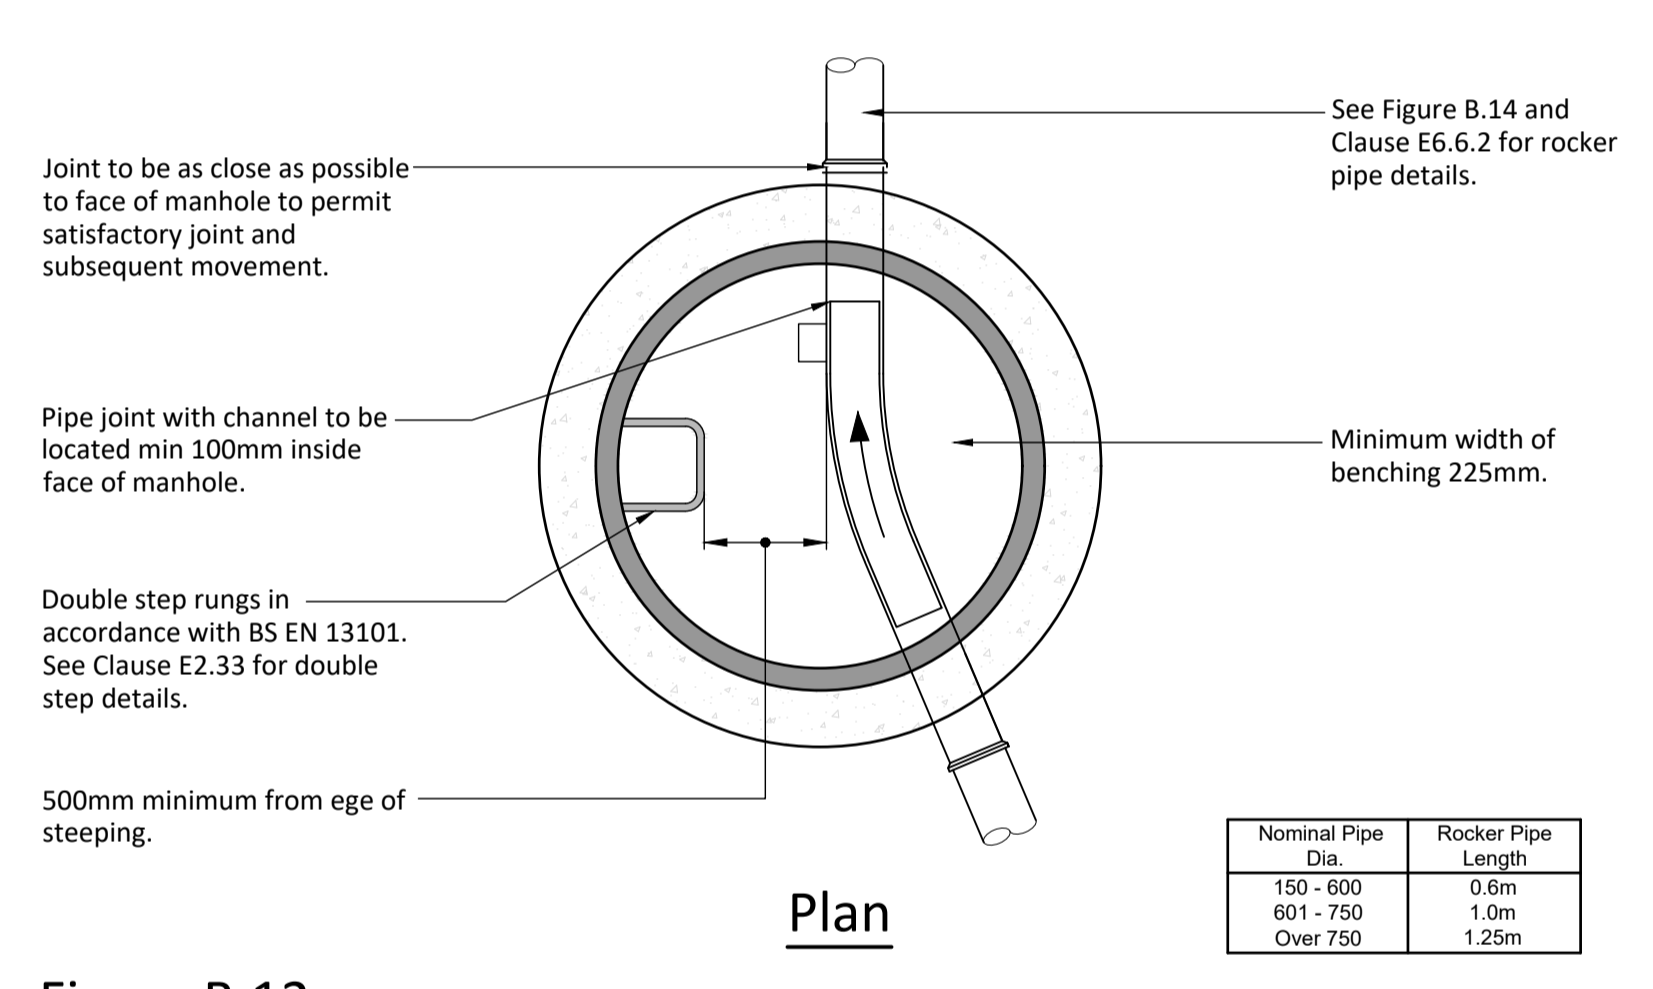 See Figure B.14 and
Clause E6.6.2 for rocker
pipe details.
Joint to be as close as possible
to face of manhole to permit
satisfactory joint and
subsequent movement.
Pipe joint with channel to be
located min 100mm inside
face of manhole.
Minimum width of
benching 225mm.
Double step rungs in
accordance with BS EN 13101.
See Clause E2.33 for double
step details.
500mm minimum from ege of
steeping.
Nominal Pipe Dia. Rocker Pipe Length
150 - 600 0.6m
601 - 750 1.0m
Over 750 1.25m
Plan